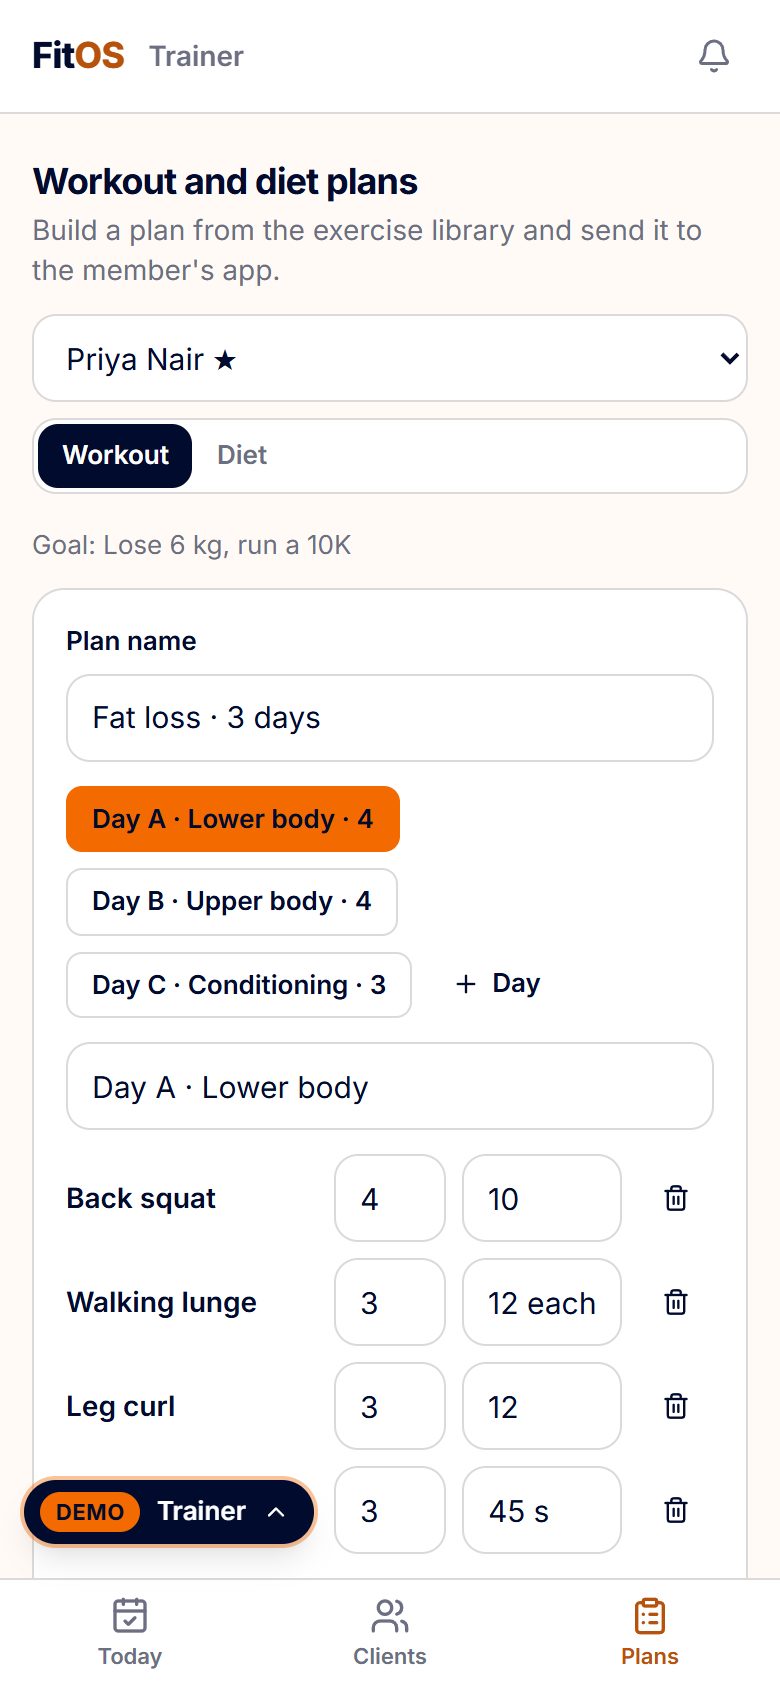 FitOS Trainer
Workout and diet plans
Build a plan from the exercise library and send it to
the member's app.
Priya Nair ★
Workout Diet
Goal: Lose 6 kg, run a 10K
Plan name
Fat loss · 3 days
Day A · Lower body · 4
Day B · Upper body · 4
Day C · Conditioning · 3 + Day
Day A · Lower body
Back squat 4 10
Walking lunge 3 12 each
Leg curl 3 12
DEMO Trainer 3 45 s
Today Clients Plans